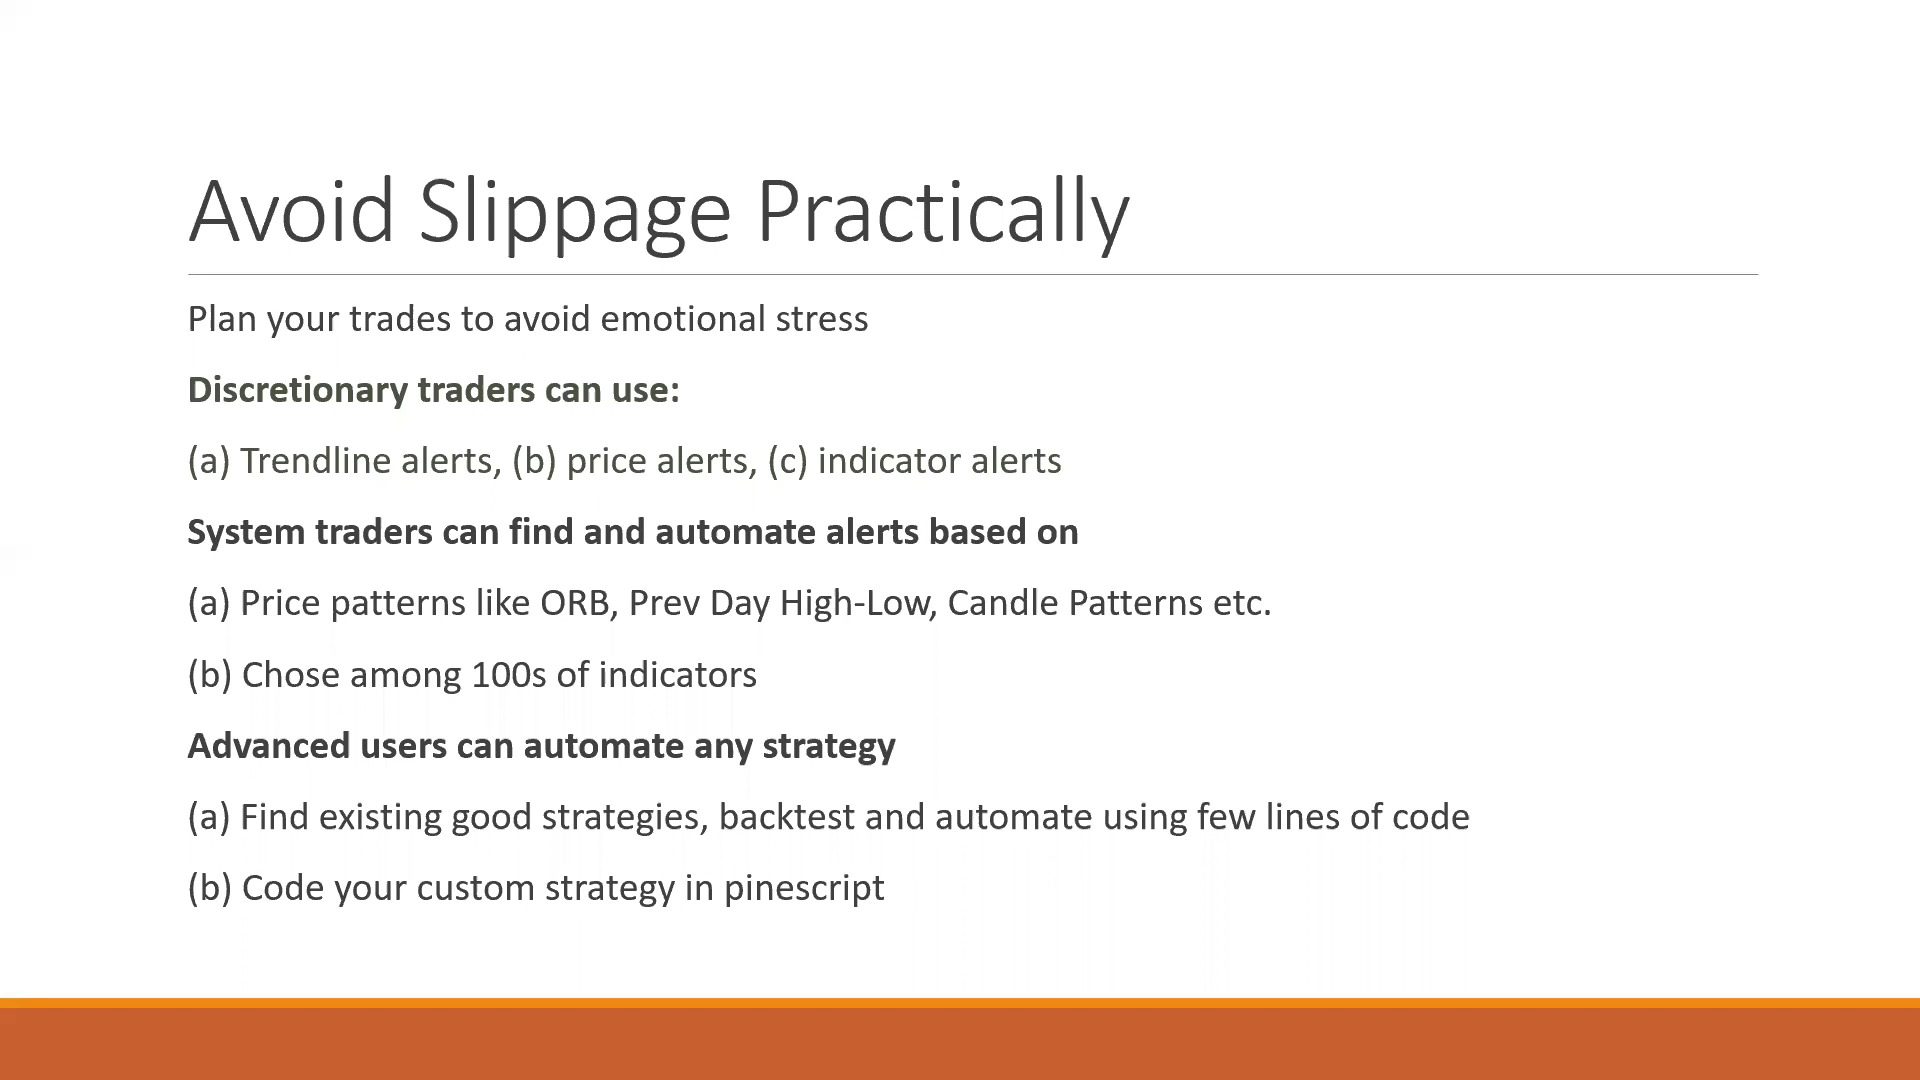 Avoid Slippage Practically
Plan your trades to avoid emotional stress
Discretionary traders can use:
(a) Trendline alerts, (b) price alerts, (c) indicator alerts
System traders can find and automate alerts based on
(a) Price patterns like ORB, Prev Day High-Low, Candle Patterns etc.
(b) Chose among 100s of indicators
Advanced users can automate any strategy
(a) Find existing good strategies, backtest and automate using few lines of code
(b) Code your custom strategy in pinescript